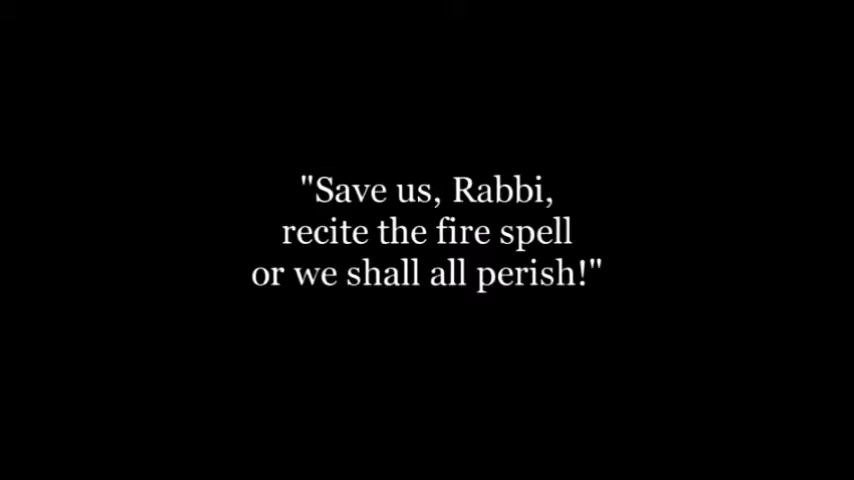 "Save us, Rabbi,
recite the fire spell
or we shall all perish!"